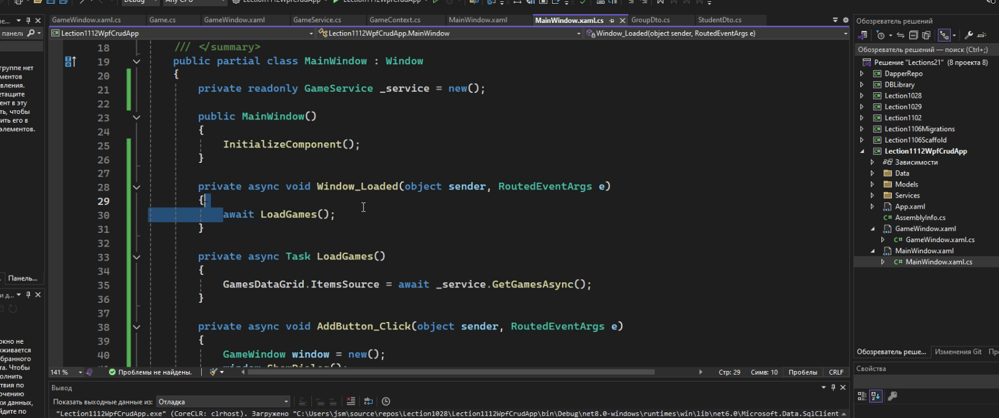 Debug Any CPU Lection1112WpfCrudApp Lection1112WpfCrudApp
GameWindow.xaml.cs Game.cs GameWindow.xaml GameService.cs GameContext.cs MainWindow.xaml MainWindow.xaml.cs GroupDto.cs StudentDto.cs
Lection1112WpfCrudApp Lection1112WpfCrudApp.MainWindow Window_Loaded(object sender, RoutedEventArgs e)
18 /// </summary>
19 public partial class MainWindow : Window
20 {
21 private readonly GameService _service = new();
22
23 public MainWindow()
24 {
25 InitializeComponent();
26 }
27
28 private async void Window_Loaded(object sender, RoutedEventArgs e)
29 {
30 await LoadGames();
31 }
32
33 private async Task LoadGames()
34 {
35 GamesDataGrid.ItemsSource = await _service.GetGamesAsync();
36 }
37
38 private async void AddButton_Click(object sender, RoutedEventArgs e)
39 {
40 GameWindow window = new();
window.ShowDialog();
141 % Проблемы не найдены. Стр: 29 Симв: 10 Пробелы CRLF
Вывод
Показать выходные данные из: Отладка
"Lection1112WpfCrudApp.exe" (CoreCLR: clrhost). Загружено "C:\Users\jsm\source\repos\Lection1028\Lection1112WpfCrudApp\bin\Debug\net8.0-windows\runtimes\win\lib\net6.0\Microsoft.Data.SqlClient
е...
панелі
группе нет
ментов
вления.
етащите
ент в эту
ть, чтобы
ить его в
элементов.
Панель...
и д...
окно не
рживается
бранного
та. Чтобы
олнить
твия по
ючению
ки данных,
йдите по
Обозреватель решений
Обозреватель решений — поиск (Ctrl+;)
Решение "Lections21" (8 проекта 8)
DapperRepo
DBLibrary
Lection1028
Lection1029
Lection1102
Lection1106Migrations
Lection1106Scaffold
Lection1112WpfCrudApp
Зависимости
Data
Models
Services
App.xaml
C# AssemblyInfo.cs
GameWindow.xaml
C# GameWindow.xaml.cs
MainWindow.xaml
C# MainWindow.xaml.cs
Обозреватель реше... Изменения Git Пр
Свойства